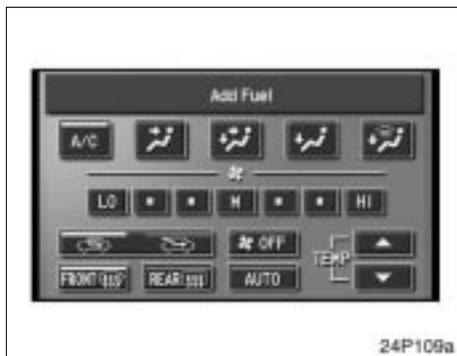 Add Fuel
A/C
LO M HI
OFF
TEMP
FRONT REAR AUTO
24P109a